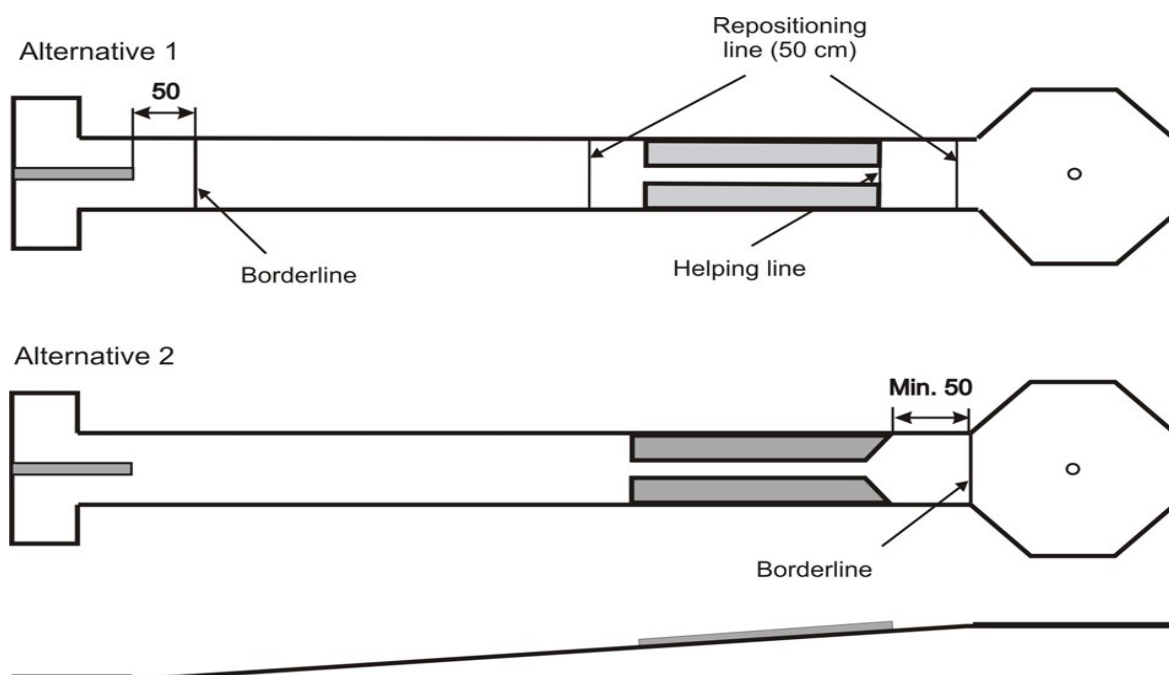 Repositioning
line (50 cm)
Alternative 1
50
Borderline
Helping line
Alternative 2
Min. 50
Borderline